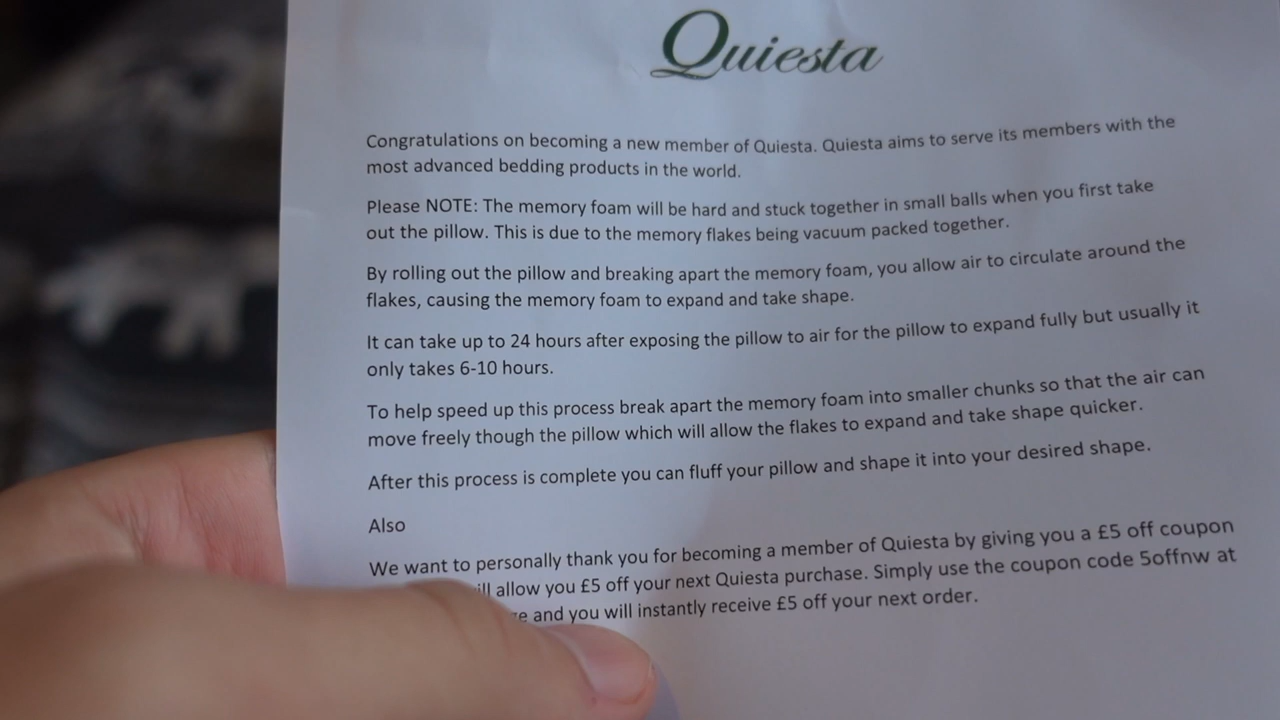 Quiesta
Congratulations on becoming a new member of Quiesta. Quiesta aims to serve its members with the
most advanced bedding products in the world.
Please NOTE: The memory foam will be hard and stuck together in small balls when you first take
out the pillow. This is due to the memory flakes being vacuum packed together.
By rolling out the pillow and breaking apart the memory foam, you allow air to circulate around the
flakes, causing the memory foam to expand and take shape.
It can take up to 24 hours after exposing the pillow to air for the pillow to expand fully but usually it
only takes 6-10 hours.
To help speed up this process break apart the memory foam into smaller chunks so that the air can
move freely though the pillow which will allow the flakes to expand and take shape quicker.
After this process is complete you can fluff your pillow and shape it into your desired shape.
Also
We want to personally thank you for becoming a member of Quiesta by giving you a £5 off coupon
allow you £5 off your next Quiesta purchase. Simply use the coupon code 5offnw at
and you will instantly receive £5 off your next order.